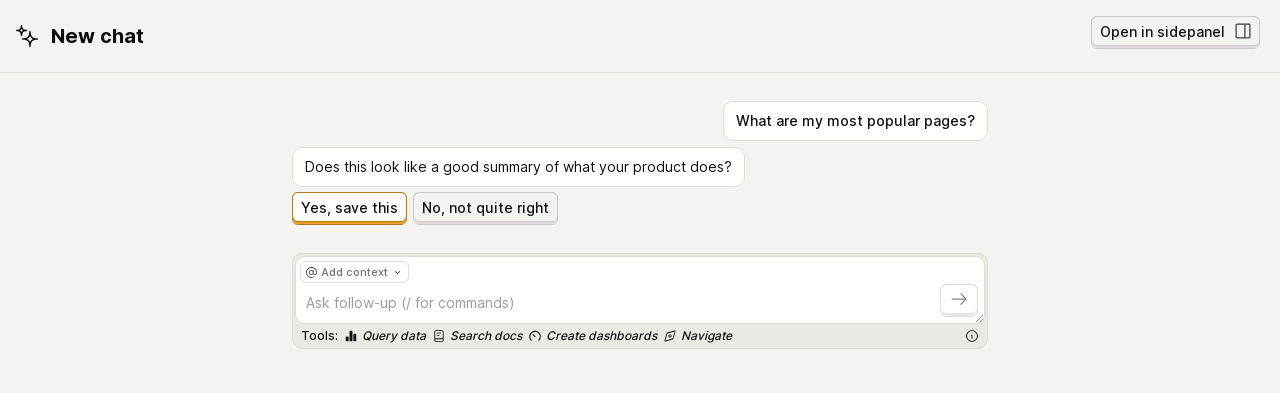 New chat
Open in sidepanel
What are my most popular pages?
Does this look like a good summary of what your product does?
Yes, save this
No, not quite right
@ Add context
Ask follow-up (/ for commands)
Tools: Query data Search docs Create dashboards Navigate